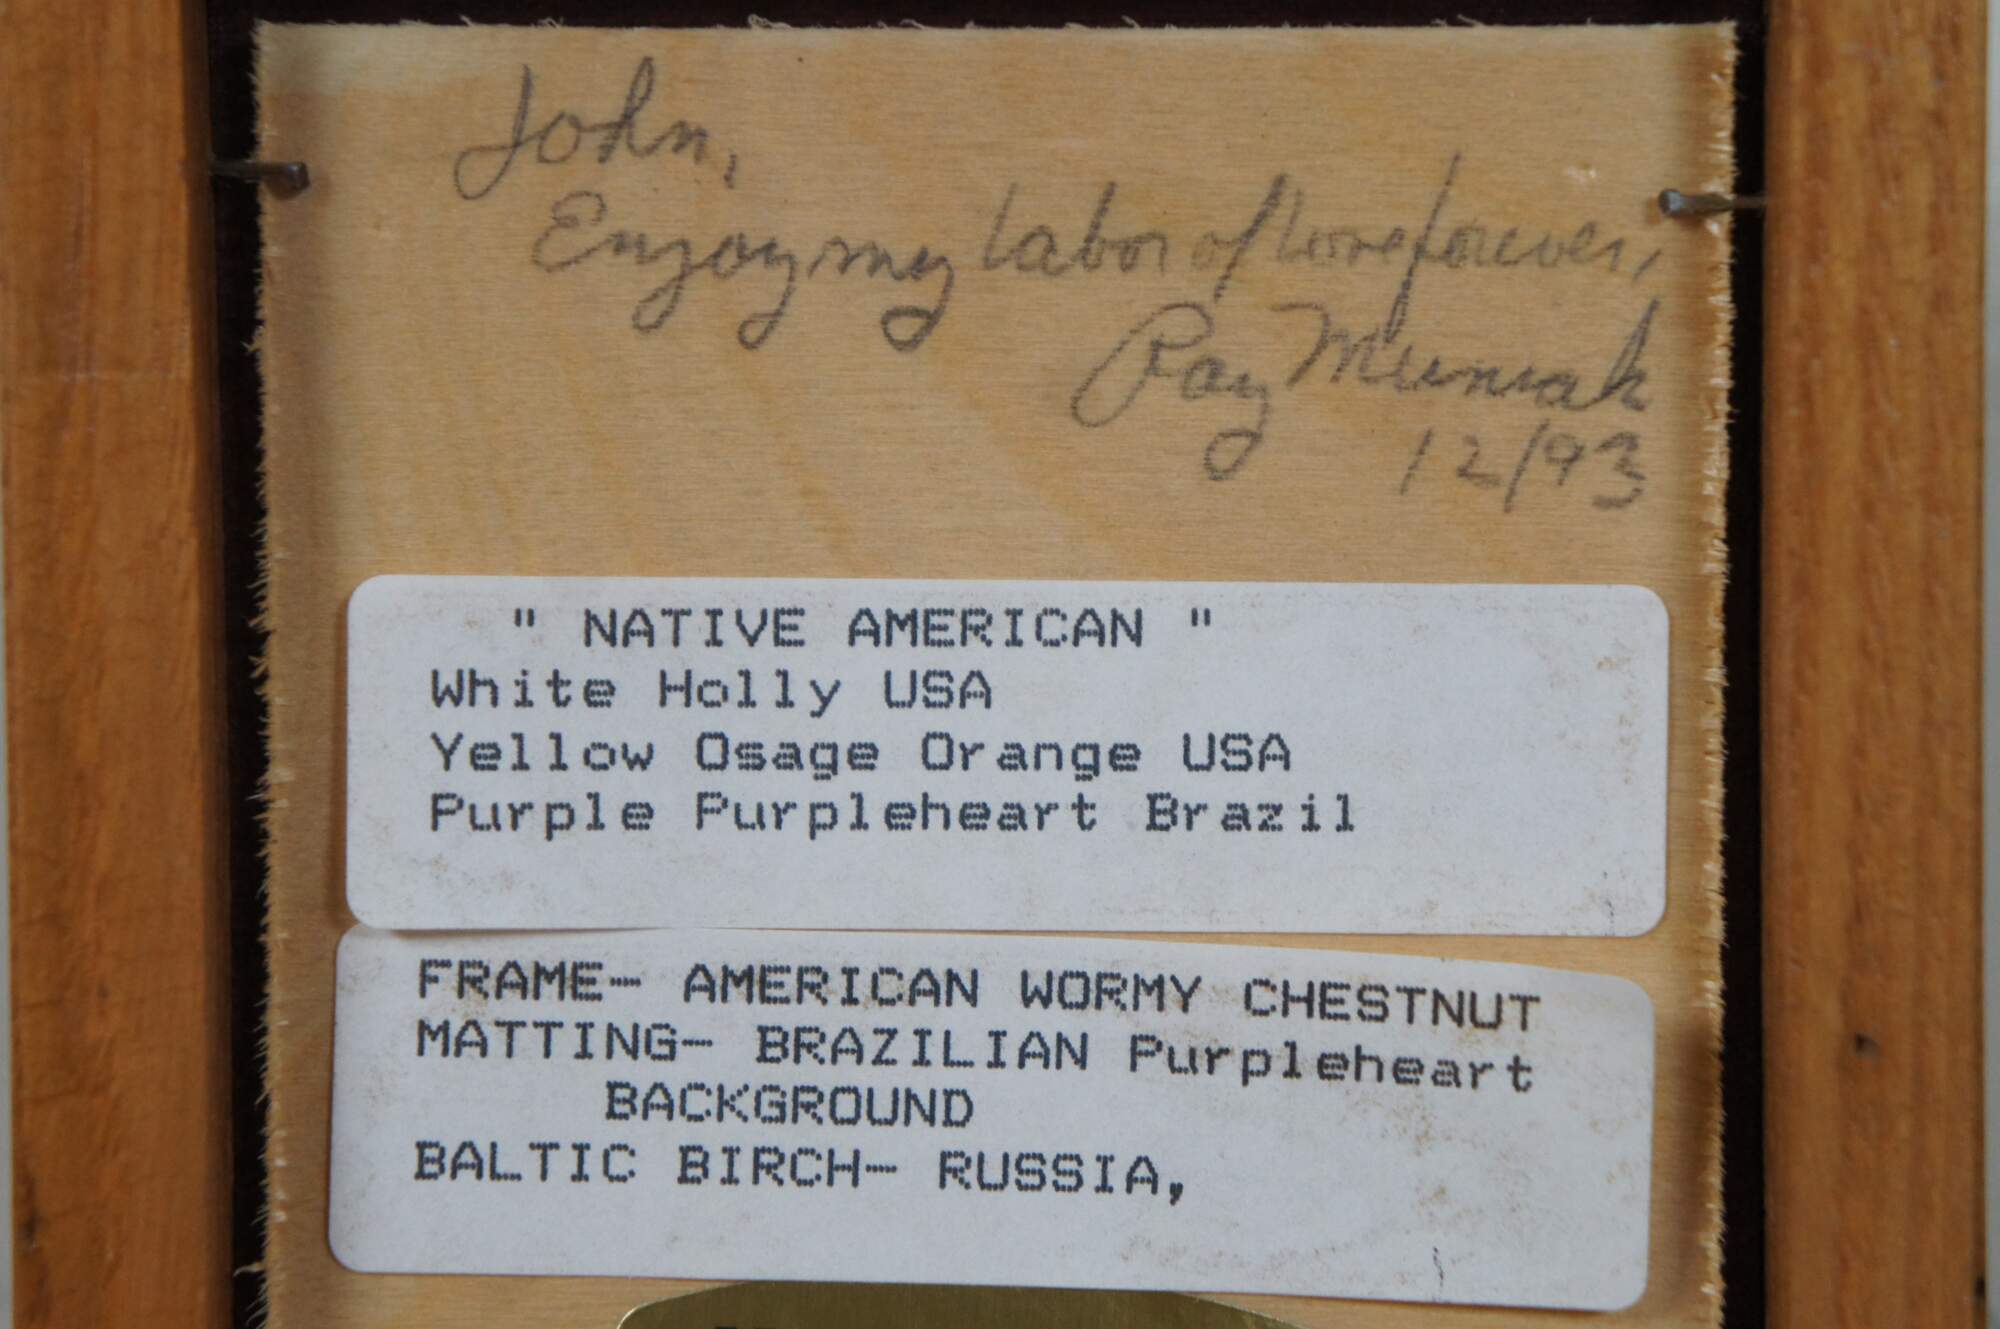 John,
Enjoy my labor of love forever,
Ray Muniak
12/93
" NATIVE AMERICAN "
White Holly USA
Yellow Osage Orange USA
Purple Purpleheart Brazil
FRAME- AMERICAN WORMY CHESTNUT
MATTING- BRAZILIAN Purpleheart
BACKGROUND
BALTIC BIRCH- RUSSIA,